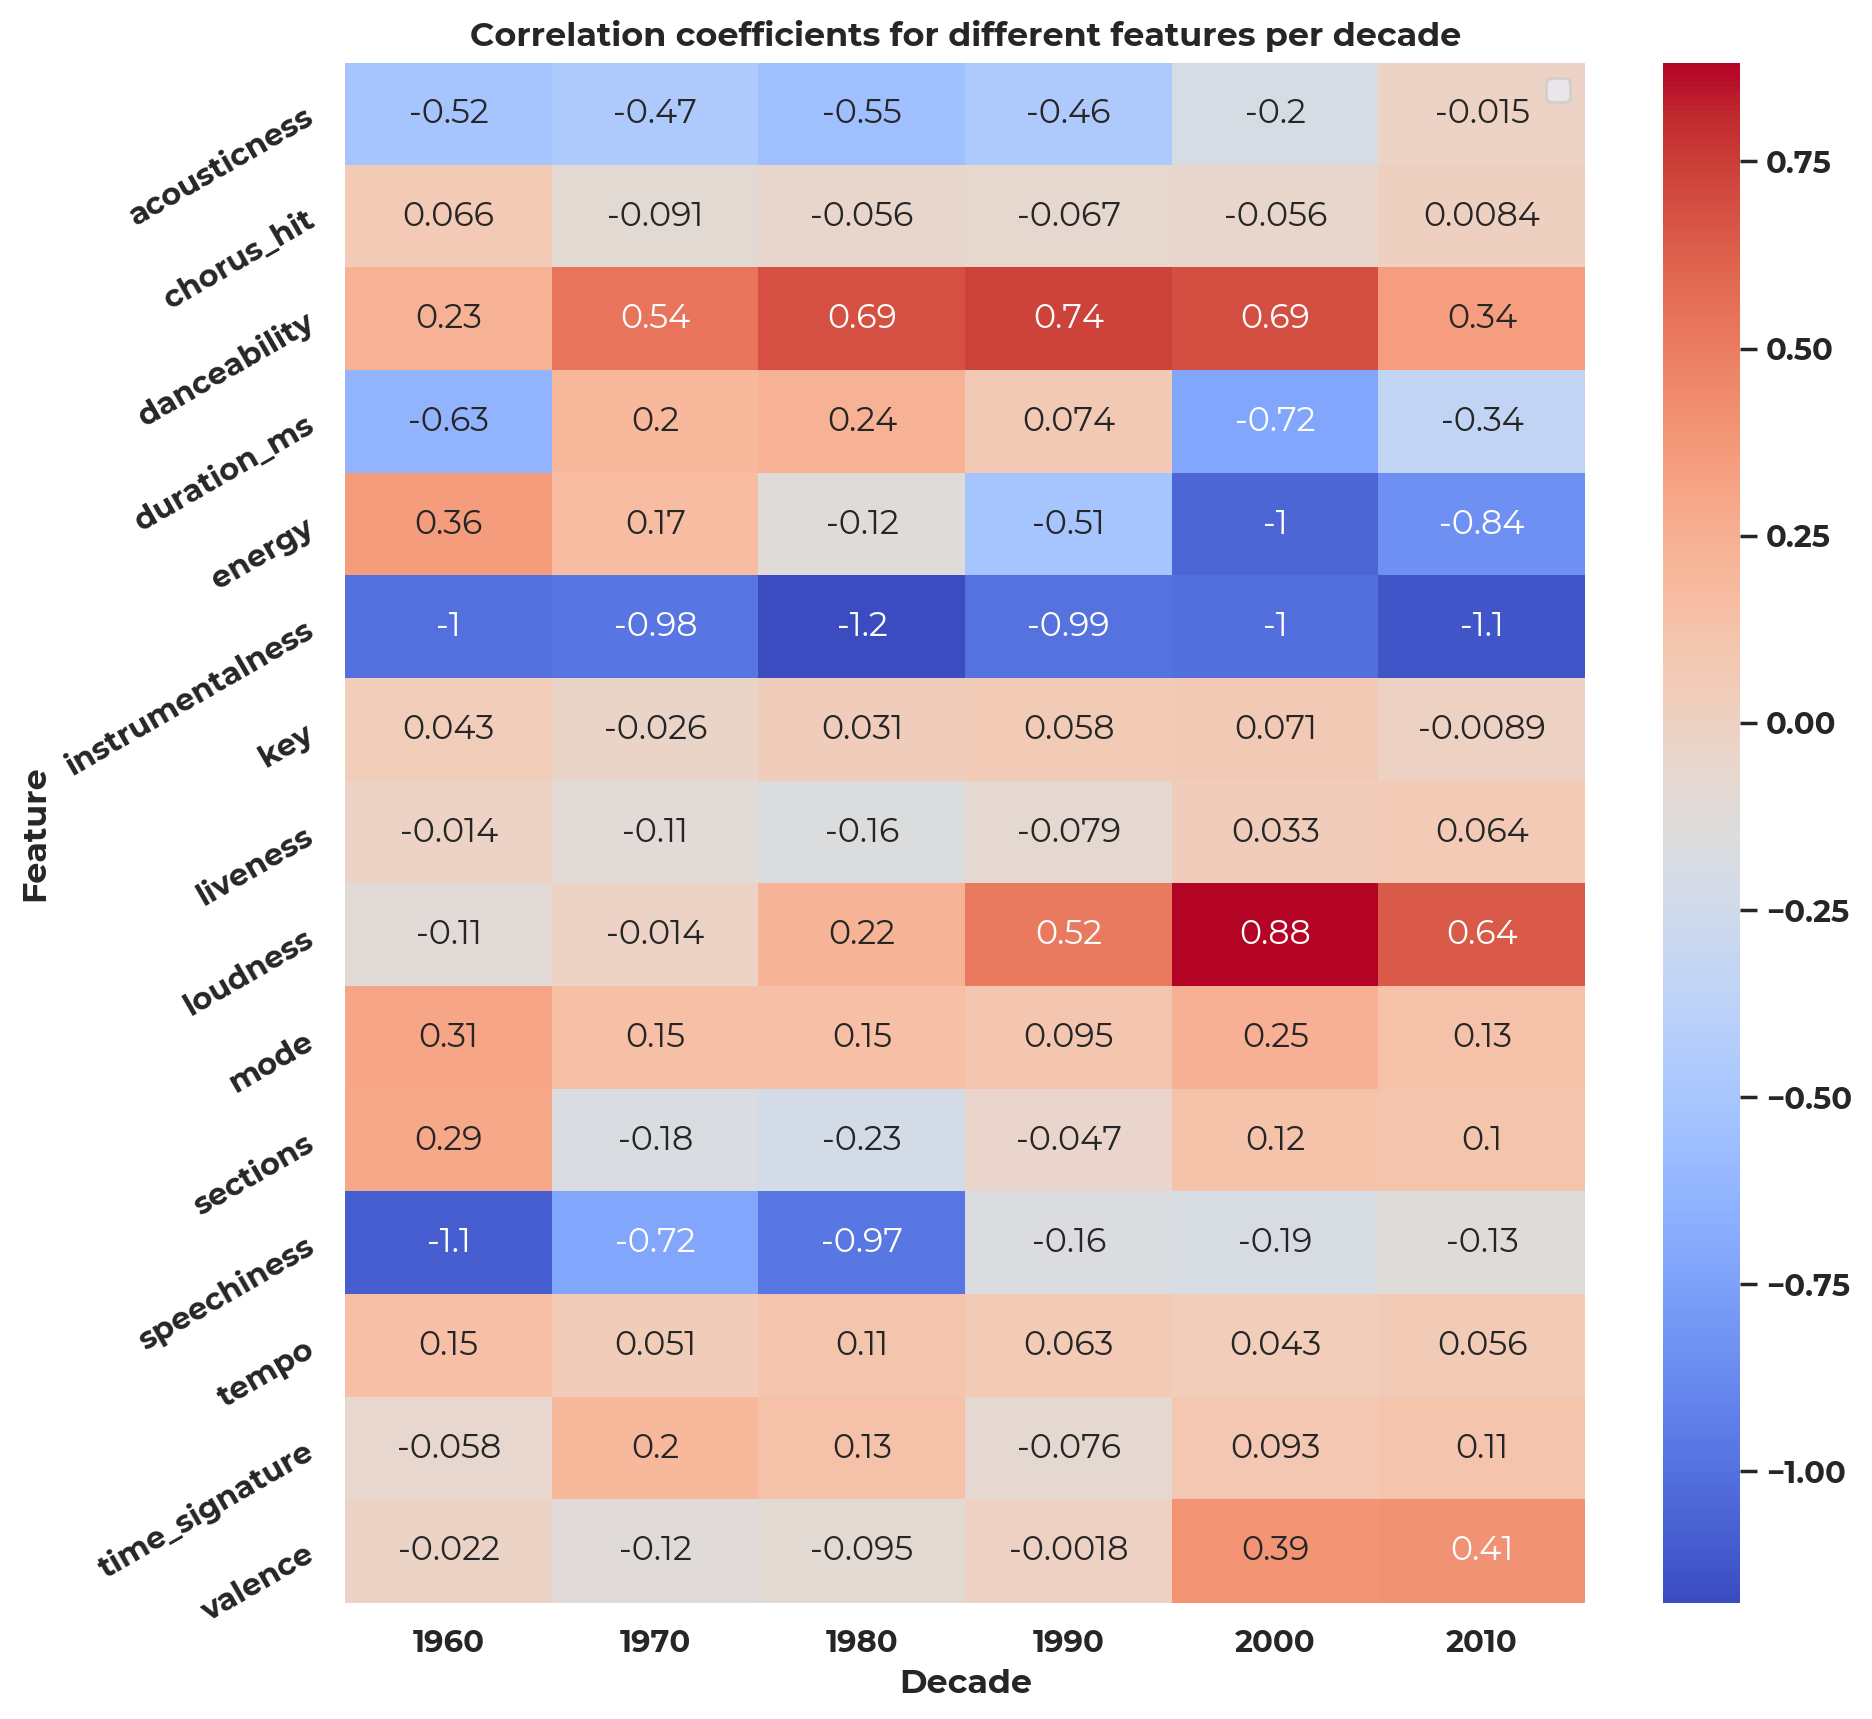 Correlation coefficients for different features per decade
acousticness -0.52 -0.47 -0.55 -0.46 -0.2 -0.015
chorus_hit 0.066 -0.091 -0.056 -0.067 -0.056 0.0084
danceability 0.23 0.54 0.69 0.74 0.69 0.34
duration_ms -0.63 0.2 0.24 0.074 -0.72 -0.34
energy 0.36 0.17 -0.12 -0.51 -1 -0.84
instrumentalness -1 -0.98 -1.2 -0.99 -1 -1.1
key 0.043 -0.026 0.031 0.058 0.071 -0.0089
liveness -0.014 -0.11 -0.16 -0.079 0.033 0.064
loudness -0.11 -0.014 0.22 0.52 0.88 0.64
mode 0.31 0.15 0.15 0.095 0.25 0.13
sections 0.29 -0.18 -0.23 -0.047 0.12 0.1
speechiness -1.1 -0.72 -0.97 -0.16 -0.19 -0.13
tempo 0.15 0.051 0.11 0.063 0.043 0.056
time_signature -0.058 0.2 0.13 -0.076 0.093 0.11
valence -0.022 -0.12 -0.095 -0.0018 0.39 0.41
1960 1970 1980 1990 2000 2010
Decade
Feature
0.75
0.50
0.25
0.00
−0.25
−0.50
−0.75
−1.00